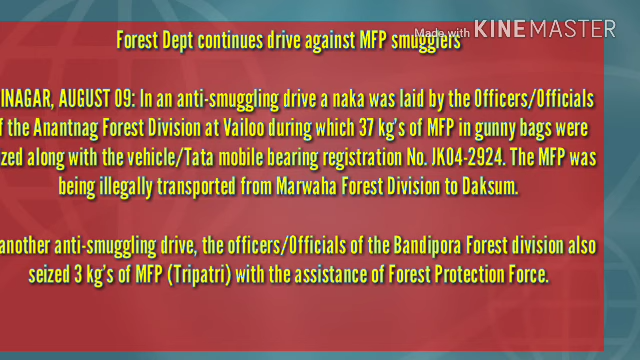 Forest Dept continues drive against MFP smugglers
Made with KINEMASTER
INAGAR, AUGUST 09: In an anti-smuggling drive a naka was laid by the Officers/Officials
f the Anantnag Forest Division at Vailoo during which 37 kg's of MFP in gunny bags were
zed along with the vehicle/Tata mobile bearing registration No. JK04-2924. The MFP was
being illegally transported from Marwaha Forest Division to Daksum.
another anti-smuggling drive, the officers/Officials of the Bandipora Forest division also
seized 3 kg's of MFP (Tripatri) with the assistance of Forest Protection Force.